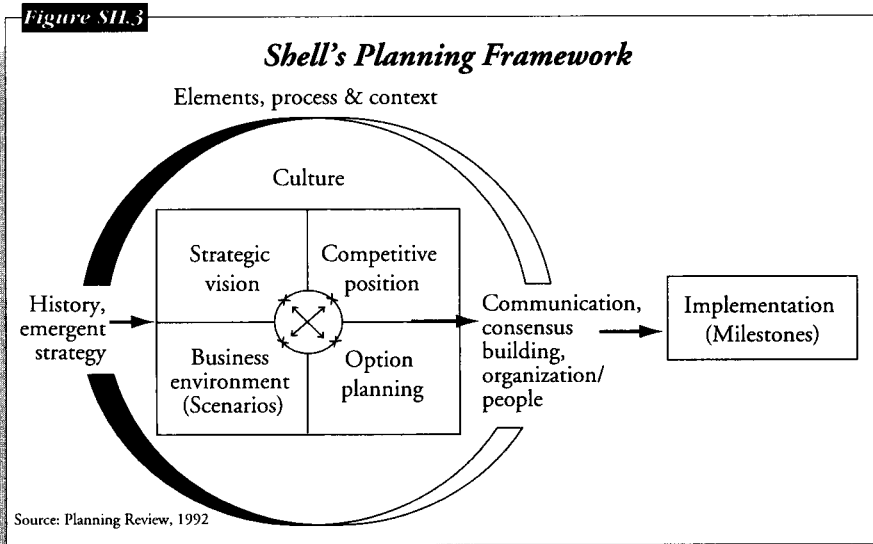 Figure SH.3
Shell's Planning Framework
Elements, process & context
Culture
Strategic
vision
Competitive
position
History,
emergent
strategy
Business
environment
(Scenarios)
Option
planning
Communication,
consensus
building,
organization/
people
Implementation
(Milestones)
Source: Planning Review, 1992